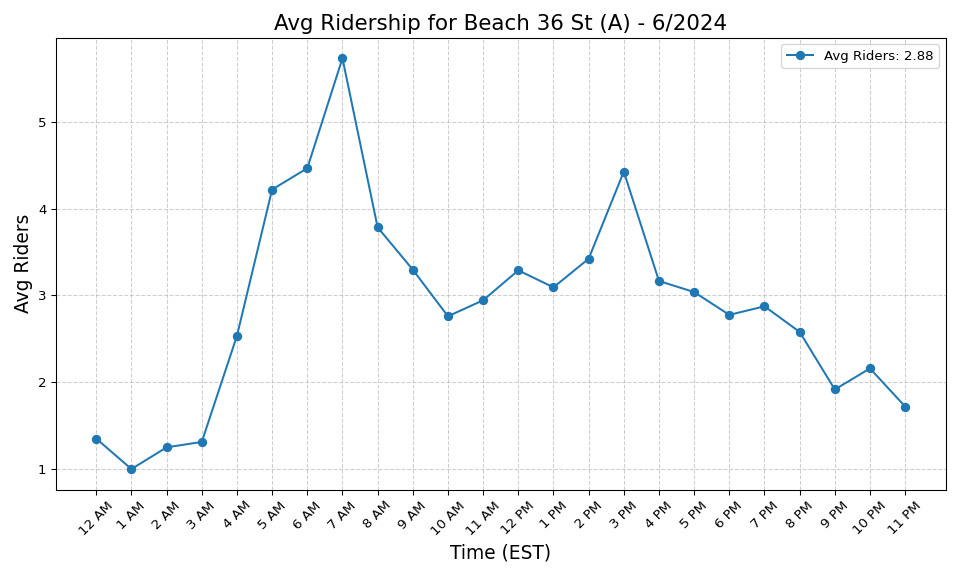 Avg Ridership for Beach 36 St (A) - 6/2024
Avg Riders: 2.88
Avg Riders
5
4
3
2
1
12 AM
1 AM
2 AM
3 AM
4 AM
5 AM
6 AM
7 AM
8 AM
9 AM
10 AM
11 AM
12 PM
1 PM
2 PM
3 PM
4 PM
5 PM
6 PM
7 PM
8 PM
9 PM
10 PM
11 PM
Time (EST)